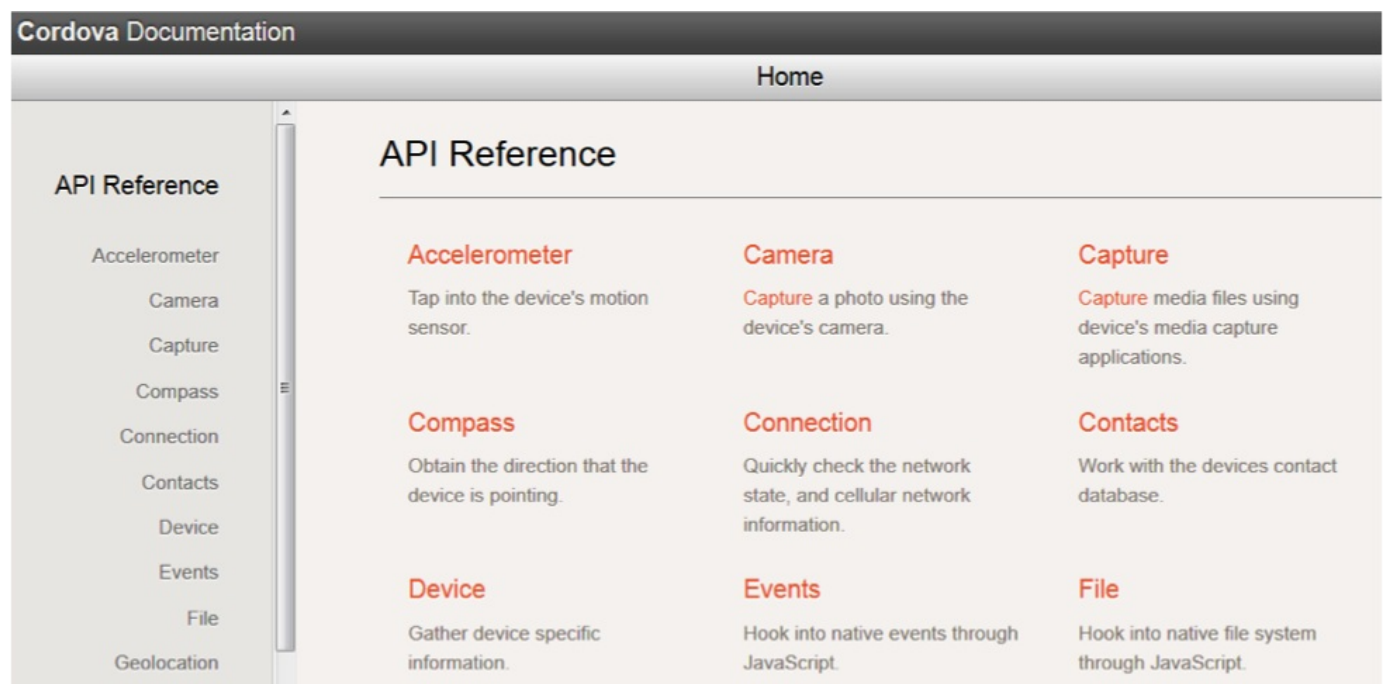 Cordova Documentation
Home
API Reference
Accelerometer
Camera
Capture
Compass
Connection
Contacts
Device
Events
File
Geolocation
API Reference
Accelerometer
Tap into the device's motion
sensor.
Camera
Capture a photo using the
device's camera.
Capture
Capture media files using
device's media capture
applications.
Compass
Obtain the direction that the
device is pointing.
Connection
Quickly check the network
state, and cellular network
information.
Contacts
Work with the devices contact
database.
Device
Gather device specific
information.
Events
Hook into native events through
JavaScript.
File
Hook into native file system
through JavaScript.